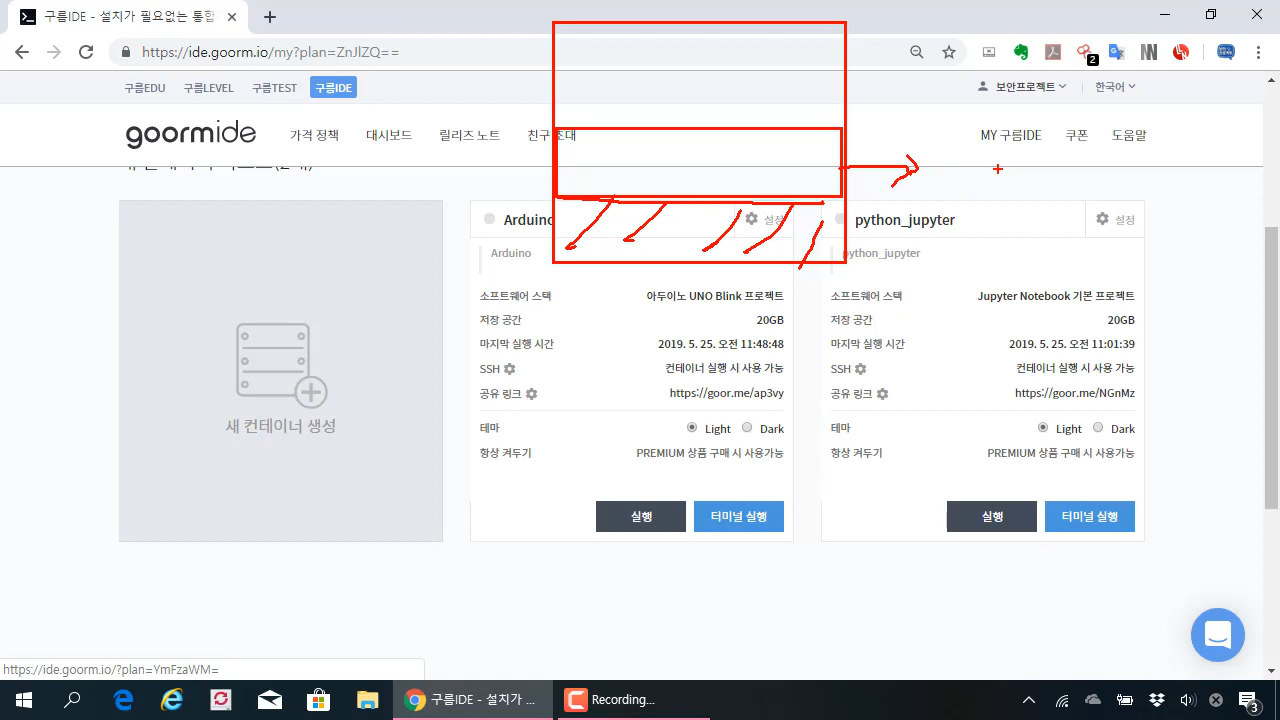 구름IDE - 설치가 필요없는 통합
https://ide.goorm.io/my?plan=ZnJlZQ==
2
구름EDU 구름LEVEL 구름TEST 구름IDE 보안프로젝트 한국어
goormide 가격 정책 대시보드 릴리즈 노트 친구 초대 MY 구름IDE 쿠폰 도움말
Arduino 설정 python_jupyter 설정
Arduino python_jupyter
소프트웨어 스택 아두이노 UNO Blink 프로젝트 소프트웨어 스택 Jupyter Notebook 기본 프로젝트
저장 공간 20GB 저장 공간 20GB
마지막 실행 시간 2019. 5. 25. 오전 11:48:48 마지막 실행 시간 2019. 5. 25. 오전 11:01:39
SSH 컨테이너 실행 시 사용 가능 SSH 컨테이너 실행 시 사용 가능
공유 링크 https://goor.me/ap3vy 공유 링크 https://goor.me/NGnMz
새 컨테이너 생성 테마 Light Dark 테마 Light Dark
항상 켜두기 PREMIUM 상품 구매 시 사용가능 항상 켜두기 PREMIUM 상품 구매 시 사용가능
실행 터미널 실행 실행 터미널 실행
https://ide.goorm.io/?plan=YmFzaWM=
구름IDE - 설치가 ... Recording... 3